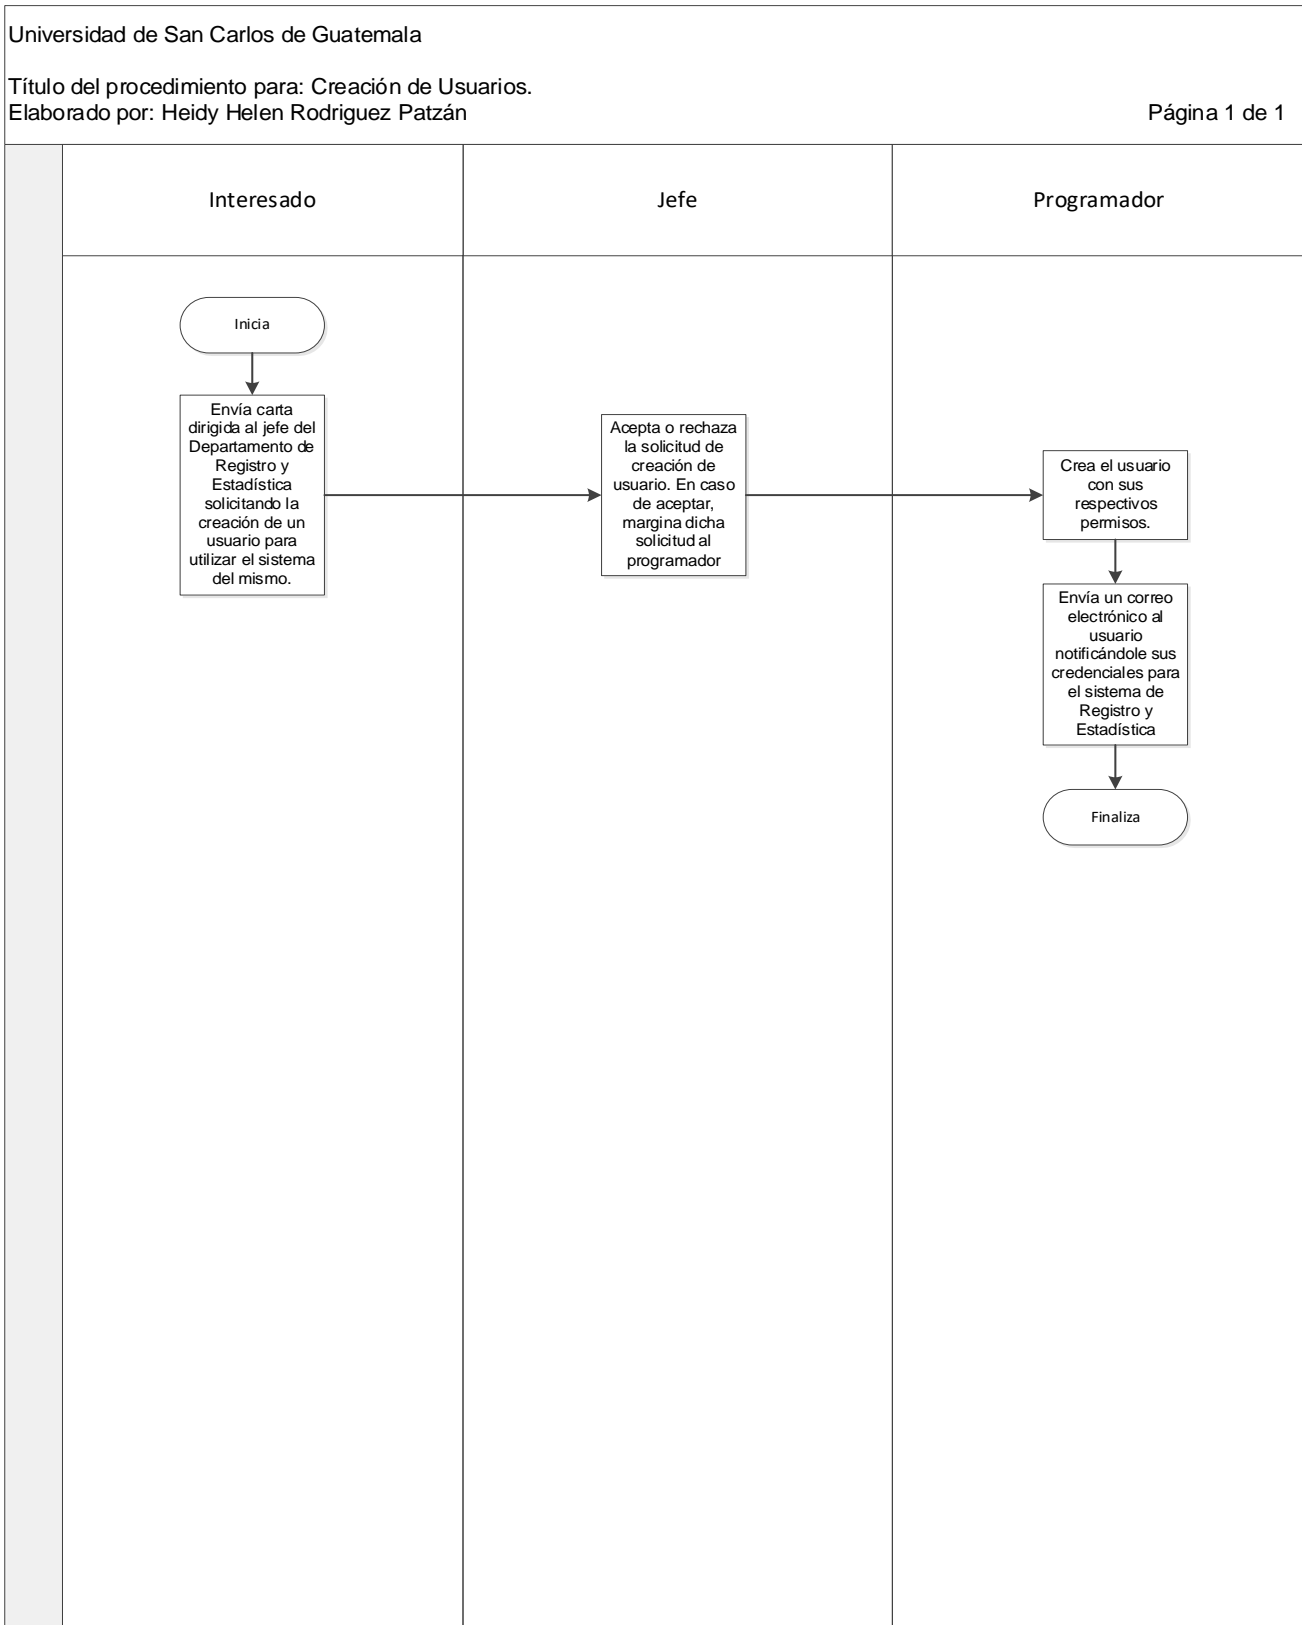 Universidad de San Carlos de Guatemala
Título del procedimiento para: Creación de Usuarios.
Elaborado por: Heidy Helen Rodriguez Patzán
Página 1 de 1
Interesado
Jefe
Programador
Inicia
Envía carta
dirigida al jefe del
Departamento de
Registro y
Estadística
solicitando la
creación de un
usuario para
utilizar el sistema
del mismo.
Acepta o rechaza
la solicitud de
creación de
usuario. En caso
de aceptar,
margina dicha
solicitud al
programador
Crea el usuario
con sus
respectivos
permisos.
Envía un correo
electrónico al
usuario
notificándole sus
credenciales para
el sistema de
Registro y
Estadística
Finaliza